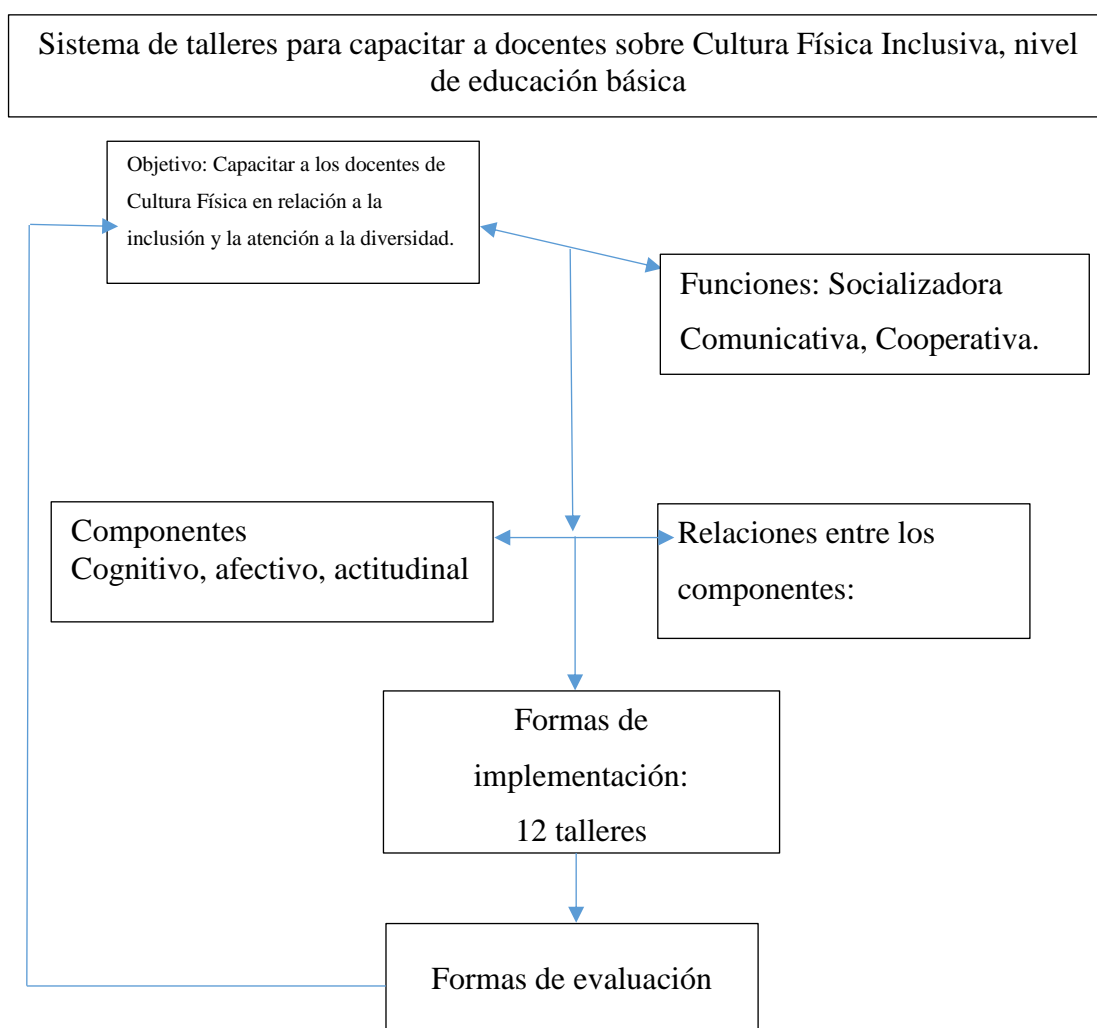 Sistema de talleres para capacitar a docentes sobre Cultura Física Inclusiva, nivel
de educación básica
Objetivo: Capacitar a los docentes de
Cultura Física en relación a la
inclusión y la atención a la diversidad.
Funciones: Socializadora
Comunicativa, Cooperativa.
Componentes
Cognitivo, afectivo, actitudinal
Relaciones entre los
componentes:
Formas de
implementación:
12 talleres
Formas de evaluación